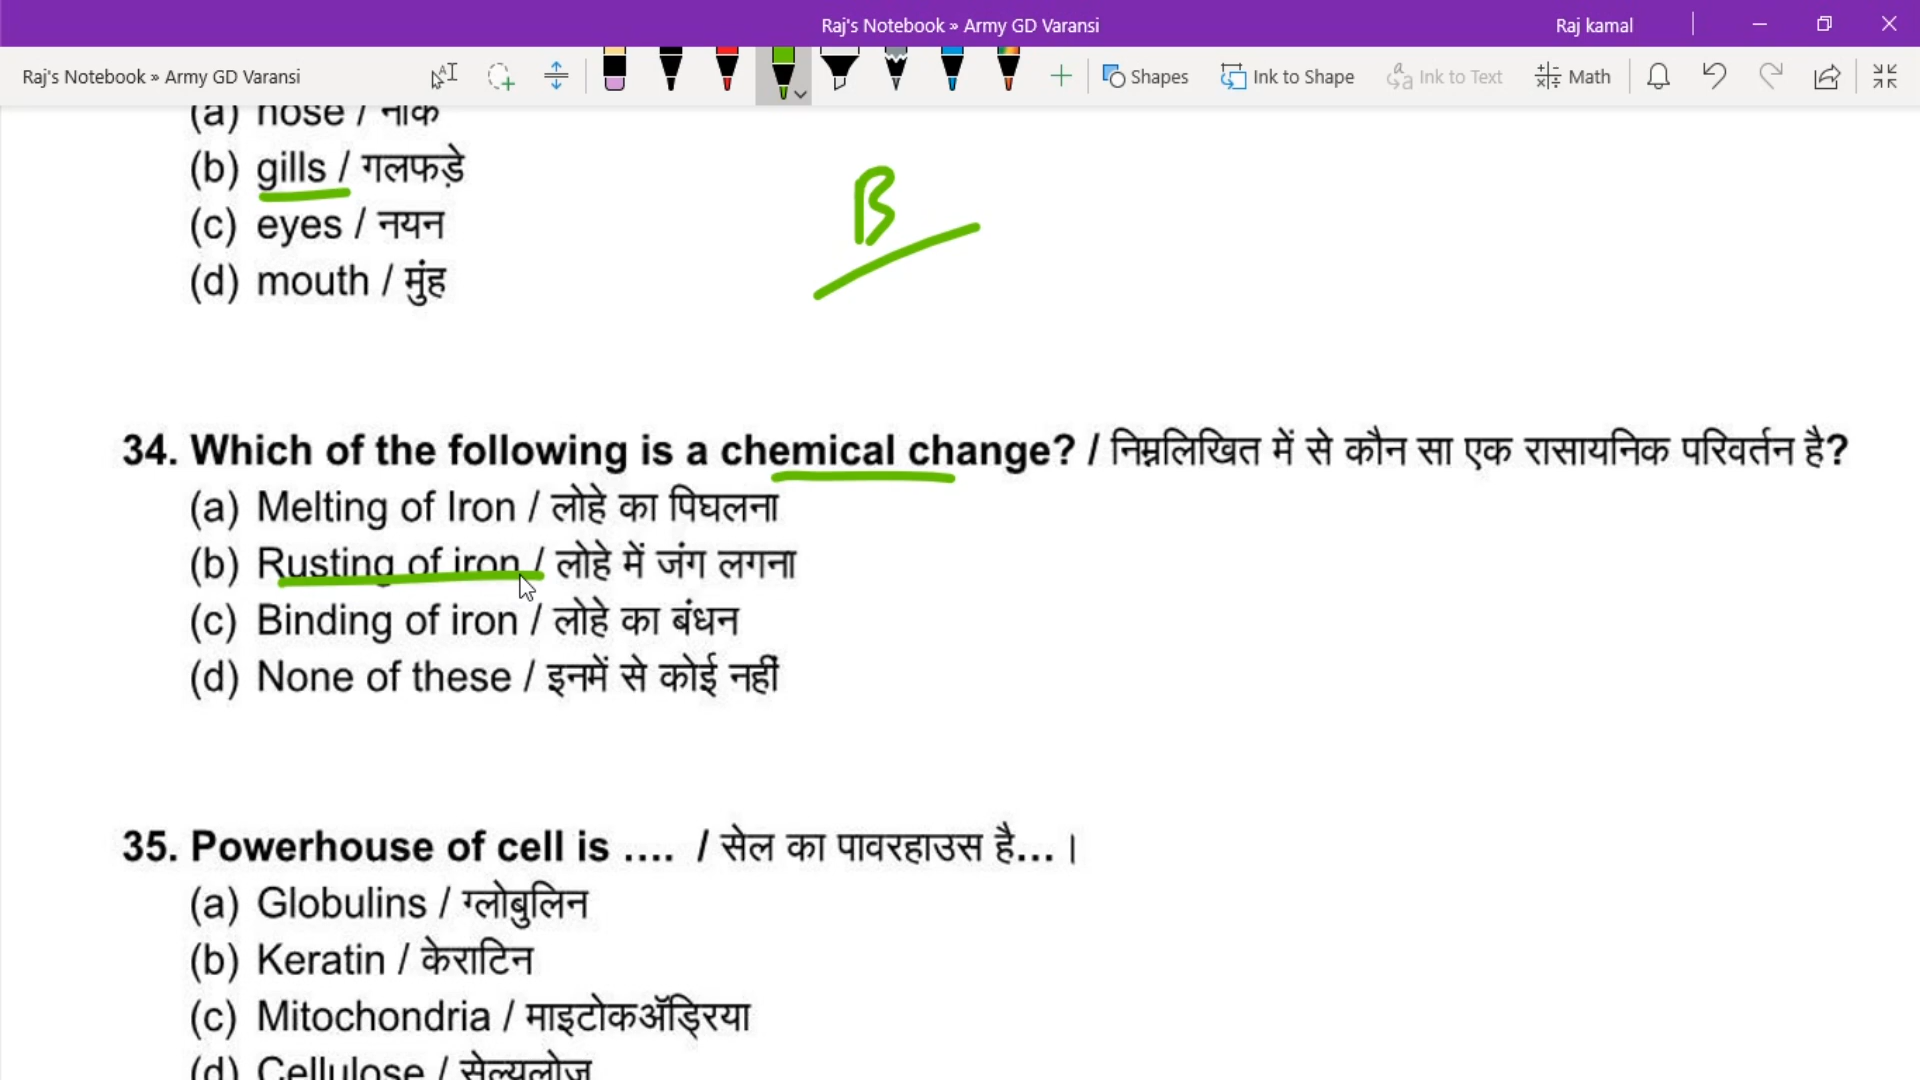 Raj's Notebook » Army GD Varansi
Raj kamal
Raj's Notebook » Army GD Varansi
Shapes
Ink to Shape
Ink to Text
Math
(a) nose / नाक
(b) gills / गलफड़े
(c) eyes / नयन
(d) mouth / मुंह
B
34. Which of the following is a chemical change? / निम्नलिखित में से कौन सा एक रासायनिक परिवर्तन है?
(a) Melting of Iron / लोहे का पिघलना
(b) Rusting of iron / लोहे में जंग लगना
(c) Binding of iron / लोहे का बंधन
(d) None of these / इनमें से कोई नहीं
35. Powerhouse of cell is .... / सेल का पावरहाउस है...।
(a) Globulins / ग्लोबुलिन
(b) Keratin / केराटिन
(c) Mitochondria / माइटोकॉअंड्रिया
(d) Cellulose / सेल्यूलोज